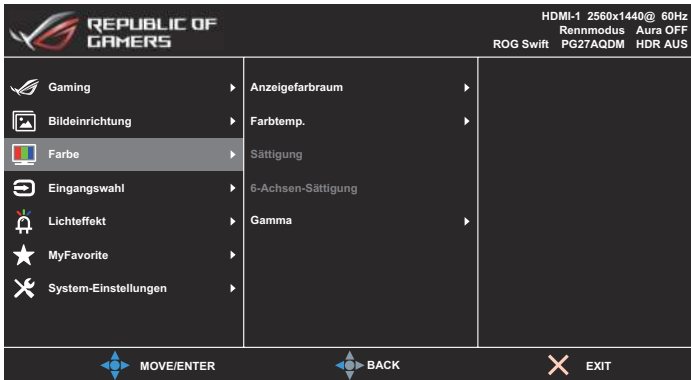 REPUBLIC OF
GAMERS
HDMI-1 2560x1440@ 60Hz
Rennmodus Aura OFF
ROG Swift PG27AQDM HDR AUS
Gaming
Bildeinrichtung
Farbe
Eingangswahl
Lichteffekt
MyFavorite
System-Einstellungen
Anzeigefarbraum
Farbtemp.
Sättigung
6-Achsen-Sättigung
Gamma
MOVE/ENTER
BACK
EXIT